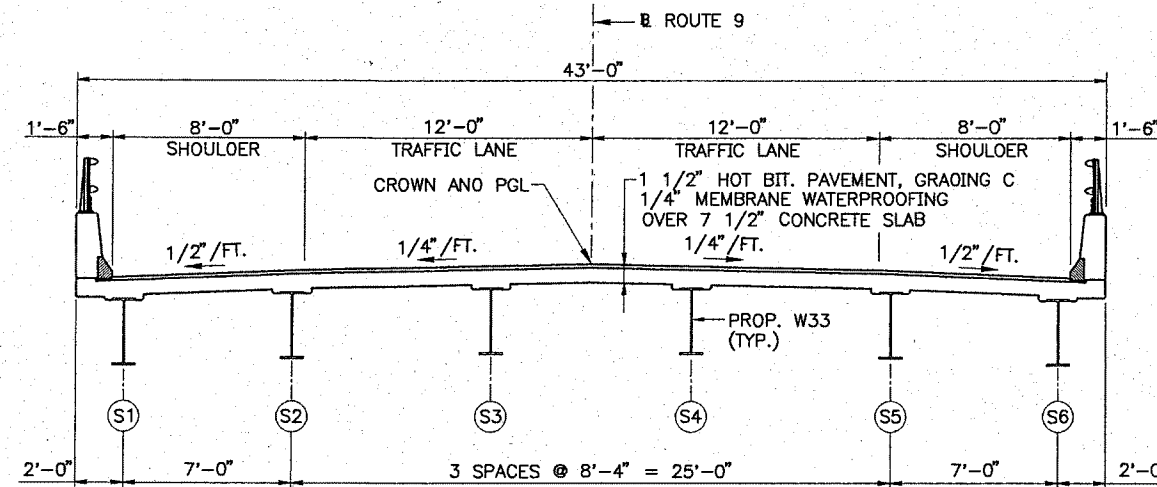 ℄ ROUTE 9
43'-0"
1'-6" 8'-0" 12'-0" 12'-0" 8'-0" 1'-6"
SHOULOER TRAFFIC LANE TRAFFIC LANE SHOULOER
CROWN ANO PGL
1 1/2" HOT BIT. PAVEMENT, GRAOING C
1/4" MEMBRANE WATERPROOFING
OVER 7 1/2" CONCRETE SLAB
1/2"/FT. 1/4"/FT. 1/4"/FT. 1/2"/FT.
PROP. W33
(TYP.)
S1 S2 S3 S4 S5 S6
2'-0" 7'-0" 3 SPACES @ 8'-4" = 25'-0" 7'-0" 2'-0